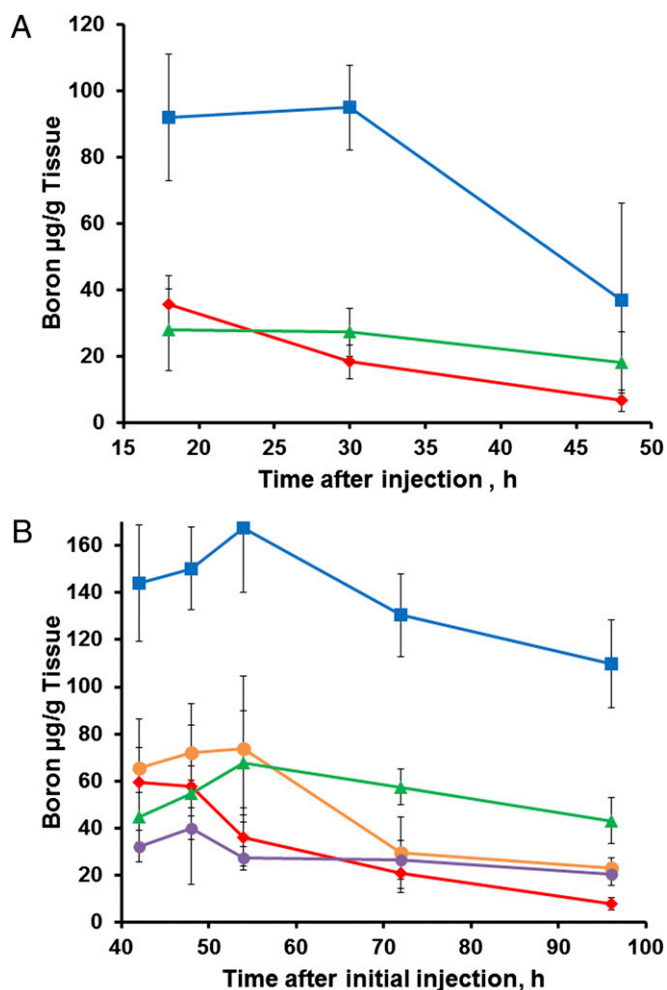 A
120
100
80
60
40
20
0
Boron µg/g Tissue
15 20 25 30 35 40 45 50
Time after injection , h
B
160
140
120
100
80
60
40
20
0
Boron µg/g Tissue
40 50 60 70 80 90 100
Time after initial injection, h